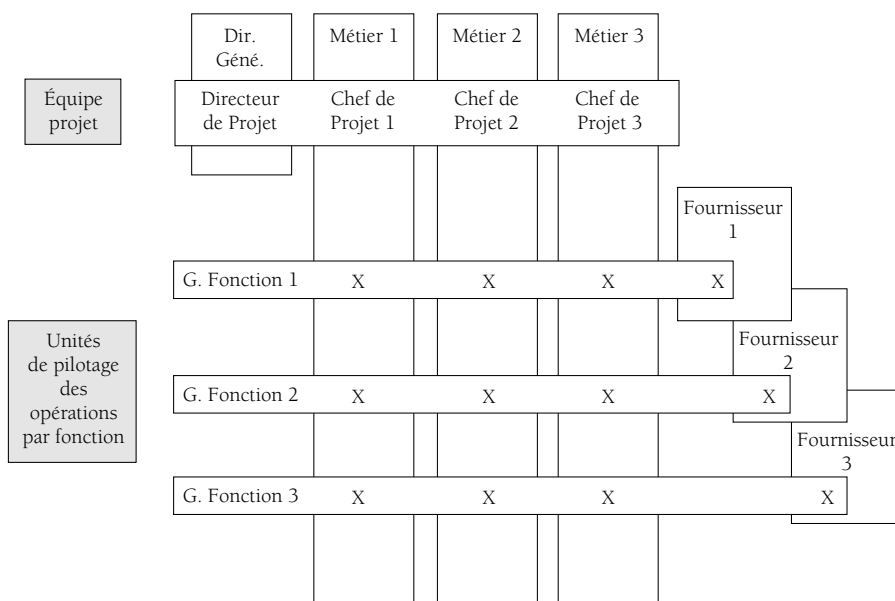 Dir.
Géné.
Métier 1
Métier 2
Métier 3
Équipe
projet
Directeur
de Projet
Chef de
Projet 1
Chef de
Projet 2
Chef de
Projet 3
Fournisseur
1
G. Fonction 1
X
X
X
X
Unités
de pilotage
des
opérations
par fonction
Fournisseur
2
G. Fonction 2
X
X
X
X
Fournisseur
3
G. Fonction 3
X
X
X
X